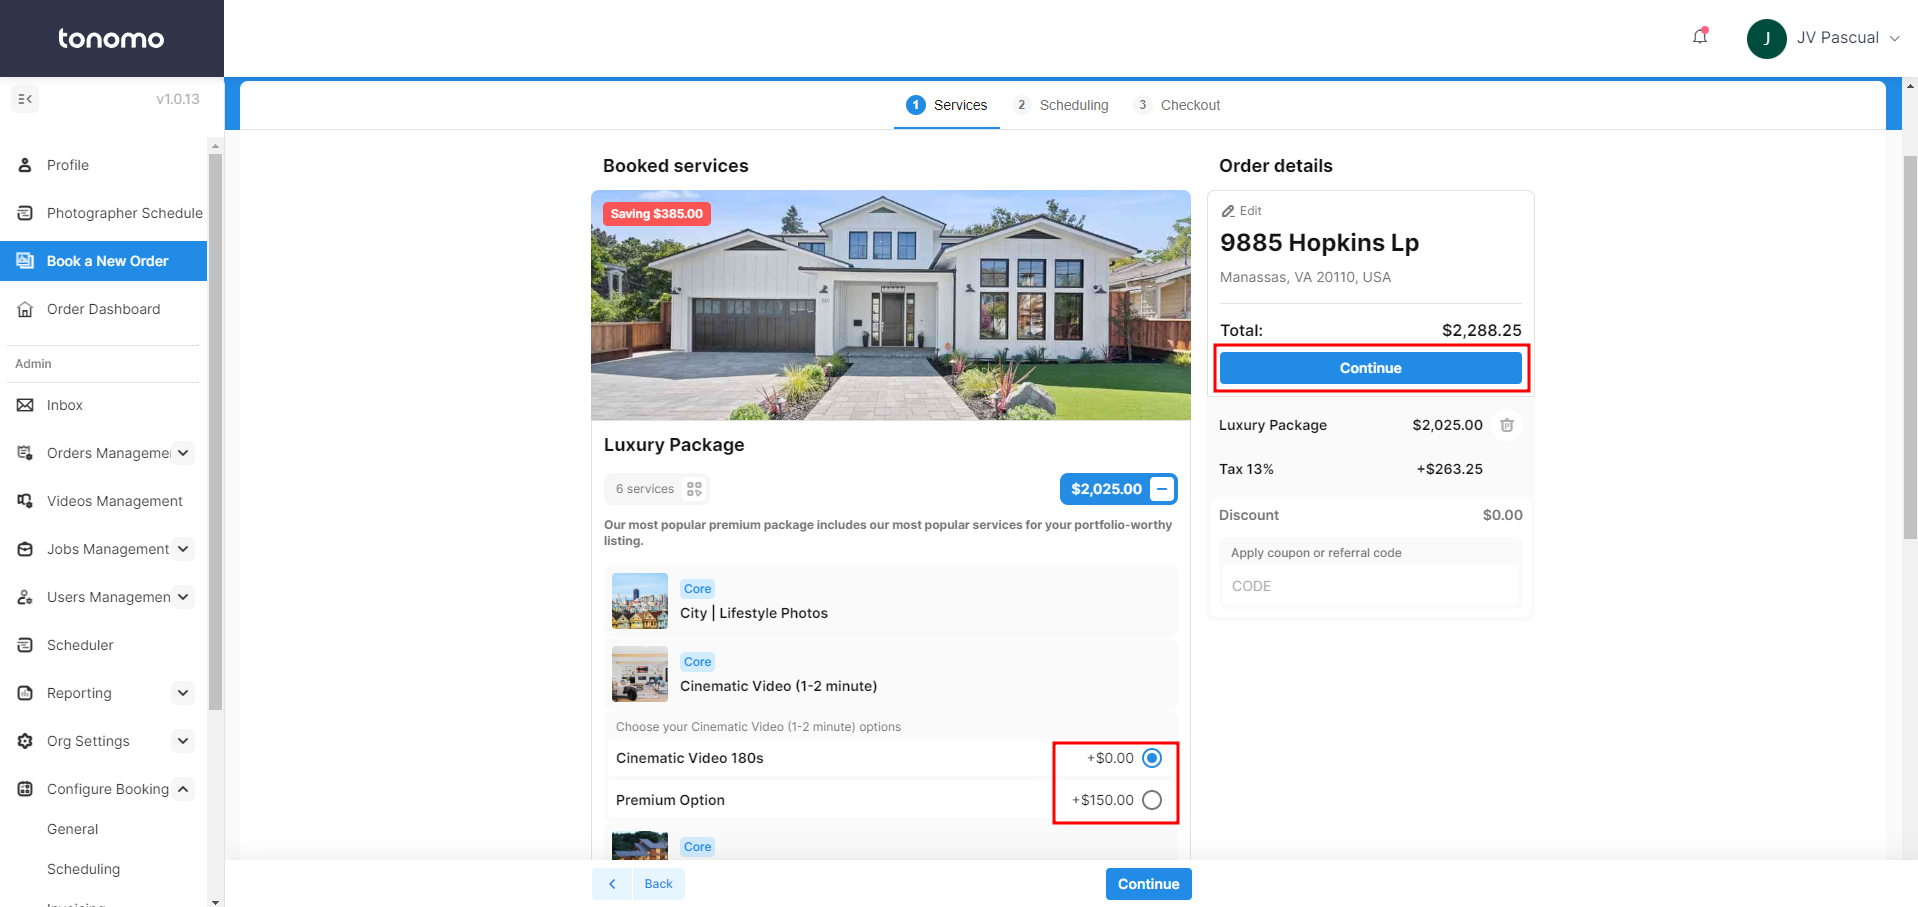 tonomo
J
JV Pascual
v1.0.13
Profile
Photographer Schedule
Book a New Order
Order Dashboard
Admin
Inbox
Orders Managemen
Videos Management
Jobs Management
Users Managemen
Scheduler
Reporting
Org Settings
Configure Booking
General
Scheduling
Invoicing
1 Services
2 Scheduling
3 Checkout
Booked services
Saving $385.00
Luxury Package
6 services
$2,025.00
Our most popular premium package includes our most popular services for your portfolio-worthy
listing.
Core
City | Lifestyle Photos
Core
Cinematic Video (1-2 minute)
Choose your Cinematic Video (1-2 minute) options
Cinematic Video 180s +$0.00
Premium Option +$150.00
Core
Back
Continue
Order details
Edit
9885 Hopkins Lp
Manassas, VA 20110, USA
Total: $2,288.25
Continue
Luxury Package $2,025.00
Tax 13% +$263.25
Discount $0.00
Apply coupon or referral code
CODE